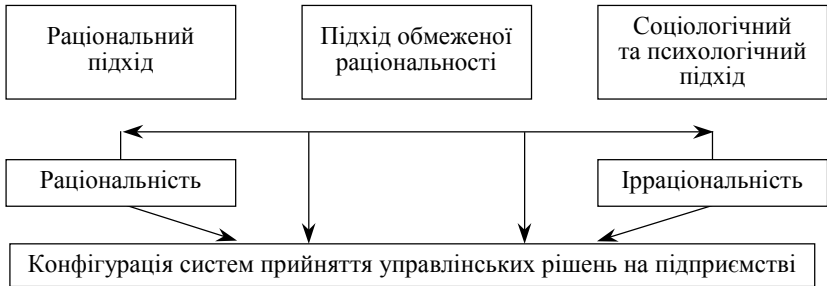 Раціональний
підхід
Підхід обмеженої
раціональності
Соціологічний
та психологічний
підхід
Раціональність
Ірраціональність
Конфігурація систем прийняття управлінських рішень на підприємстві